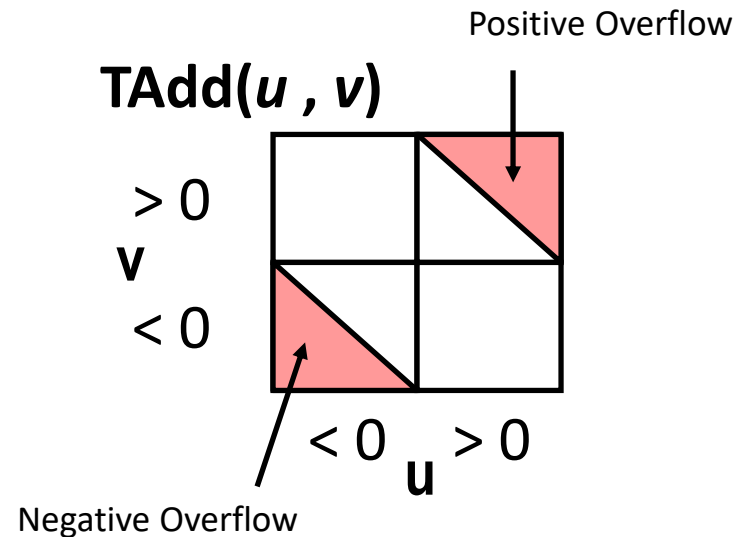 Positive Overflow
TAdd(u , v)
> 0
v
< 0
< 0 > 0
u
Negative Overflow